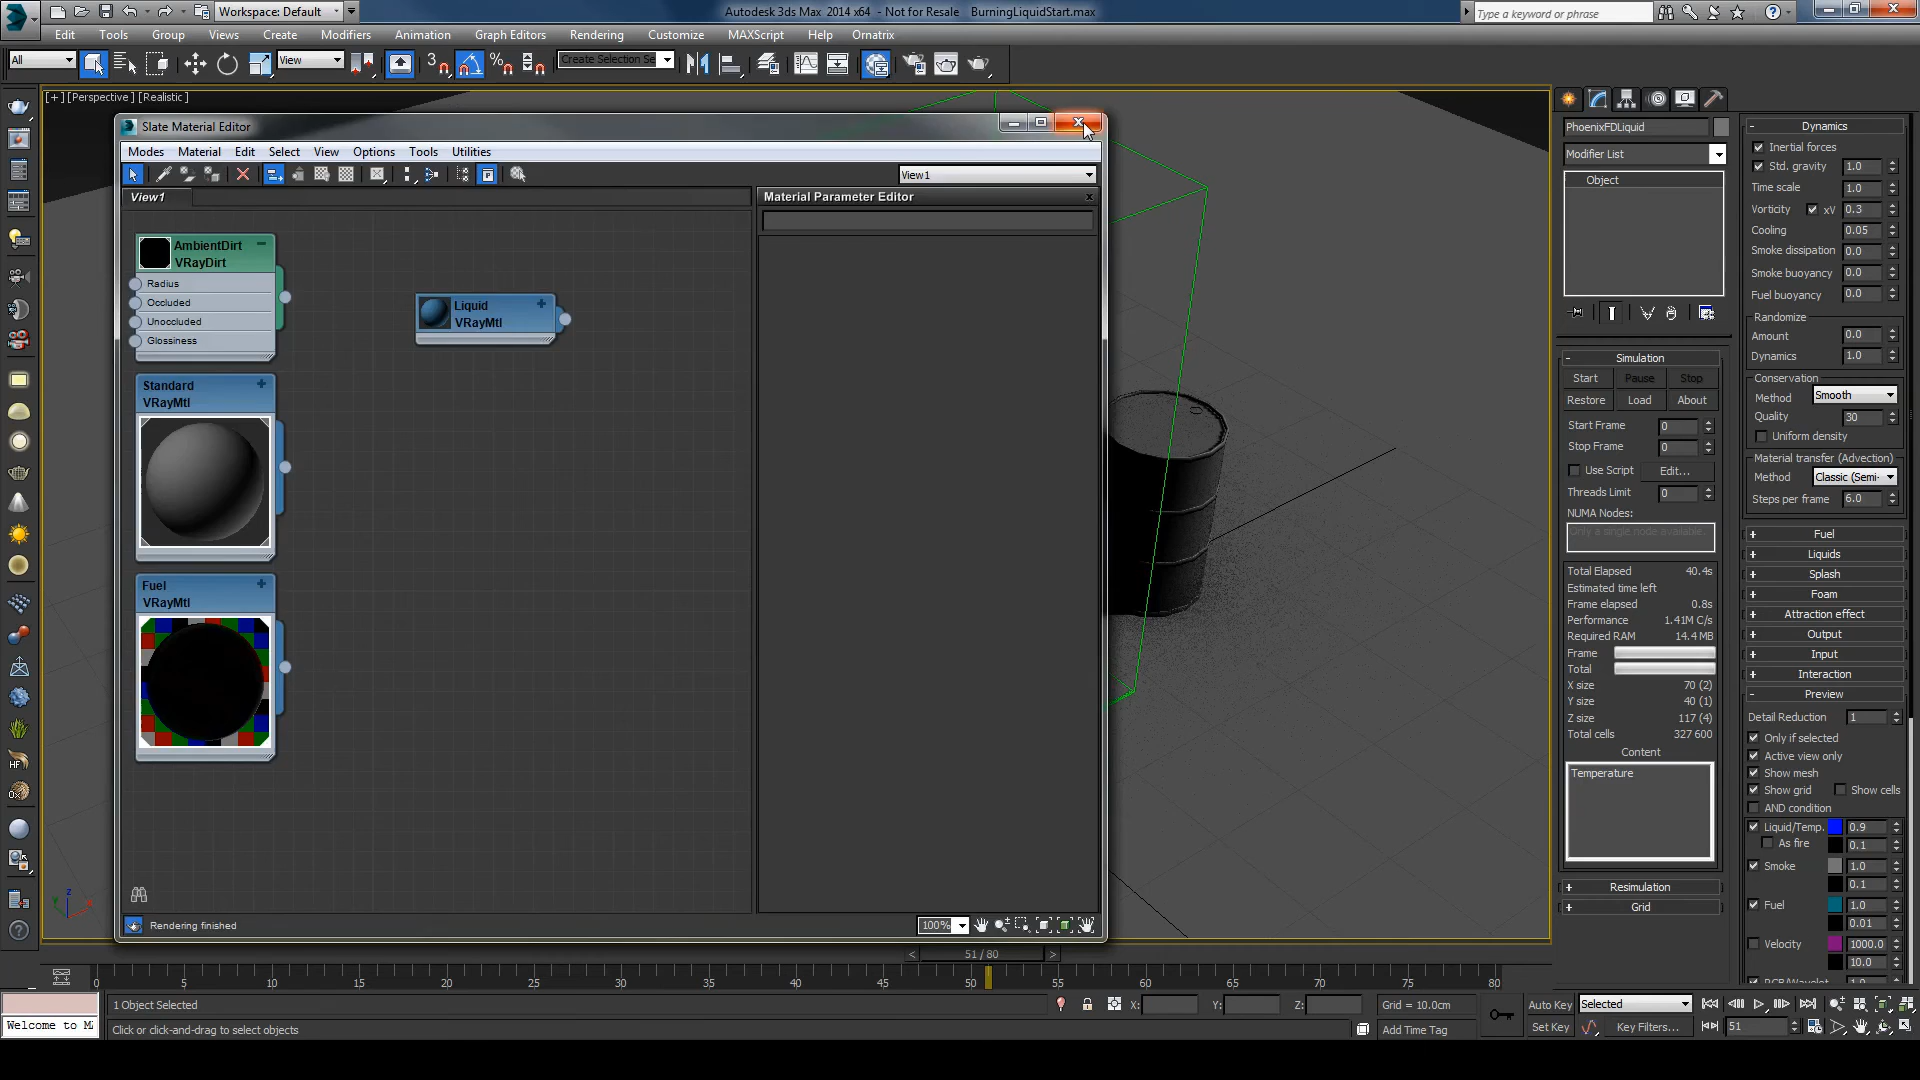 Workspace: Default
Autodesk 3ds Max 2014 x64 - Not for Resale BurningLiquidStart.max
Type a keyword or phrase
Edit Tools Group Views Create Modifiers Animation Graph Editors Rendering Customize MAXScript Help Ornatrix
All
View
3
Create Selection Se
[+] [Perspective] [Realistic]
Slate Material Editor
Modes Material Edit Select View Options Tools Utilities
View1
View1
Material Parameter Editor
AmbientDirt
VRayDirt
Radius
Occluded
Unoccluded
Glossiness
Liquid
VRayMtl
Standard
VRayMtl
Fuel
VRayMtl
Rendering finished
100%
PhoenixFDLiquid
Modifier List
Object
Simulation
Start Pause Stop
Restore Load About
Start Frame 0
Stop Frame 0
Use Script Edit...
Threads Limit 0
NUMA Nodes:
Only a single node available.
Total Elapsed 40.4s
Estimated time left
Frame elapsed 0.8s
Performance 1.41M C/s
Required RAM 14.4 MB
Frame
Total
X size 70 (2)
Y size 40 (1)
Z size 117 (4)
Total cells 327 600
Content
Temperature
Resimulation
Grid
Dynamics
Inertial forces
Std. gravity 1.0
Time scale 1.0
Vorticity xV 0.3
Cooling 0.05
Smoke dissipation 0.0
Smoke buoyancy 0.0
Fuel buoyancy 0.0
Randomize
Amount 0.0
Dynamics 1.0
Conservation
Method Smooth
Quality 30
Uniform density
Material transfer (Advection)
Method Classic (Semi-
Steps per frame 6.0
Fuel
Liquids
Splash
Foam
Attraction effect
Output
Input
Interaction
Preview
Detail Reduction 1
Only if selected
Active view only
Show mesh
Show grid Show cells
AND condition
Liquid/Temp. 0.9
As fire 0.1
Smoke 1.0
0.1
Fuel 1.0
0.01
Velocity 1000.0
10.0
51 / 80
0 5 10 15 20 25 30 35 40 45 50 55 60 65 70 75 80
1 Object Selected
X: Y: Z:
Grid = 10.0cm
Auto Key Selected
Welcome to M
Click or click-and-drag to select objects
Add Time Tag
Set Key Key Filters...
51